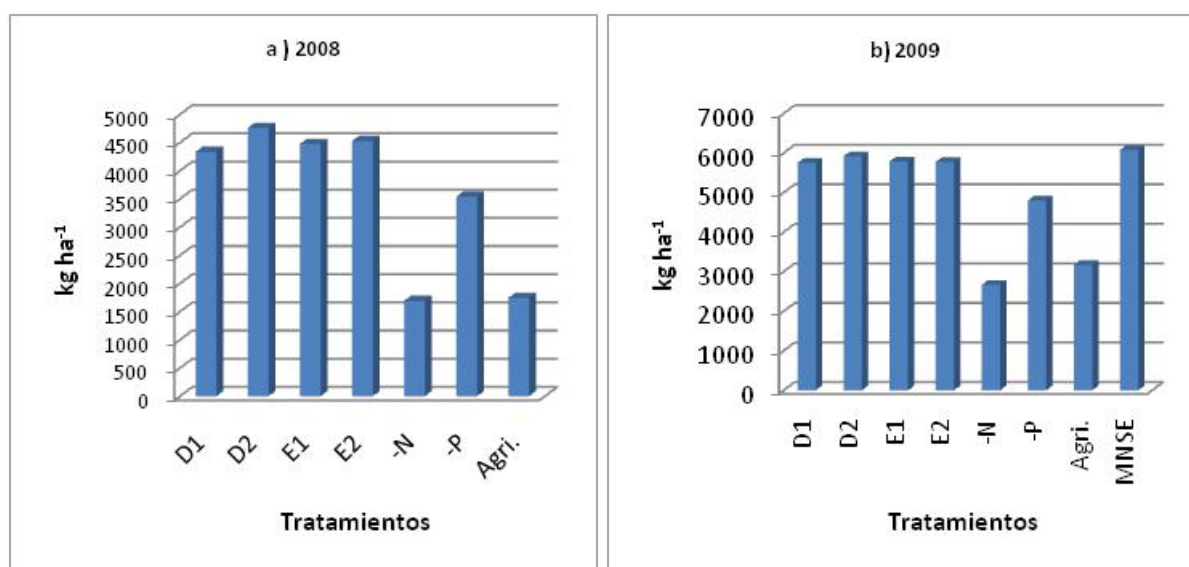 a ) 2008
kg ha⁻¹
5000
4500
4000
3500
3000
2500
2000
1500
1000
500
0
D1 D2 E1 E2 -N -P Agri.
Tratamientos
b) 2009
kg ha⁻¹
7000
6000
5000
4000
3000
2000
1000
0
D1 D2 E1 E2 -N -P Agri. MNSE
Tratamientos